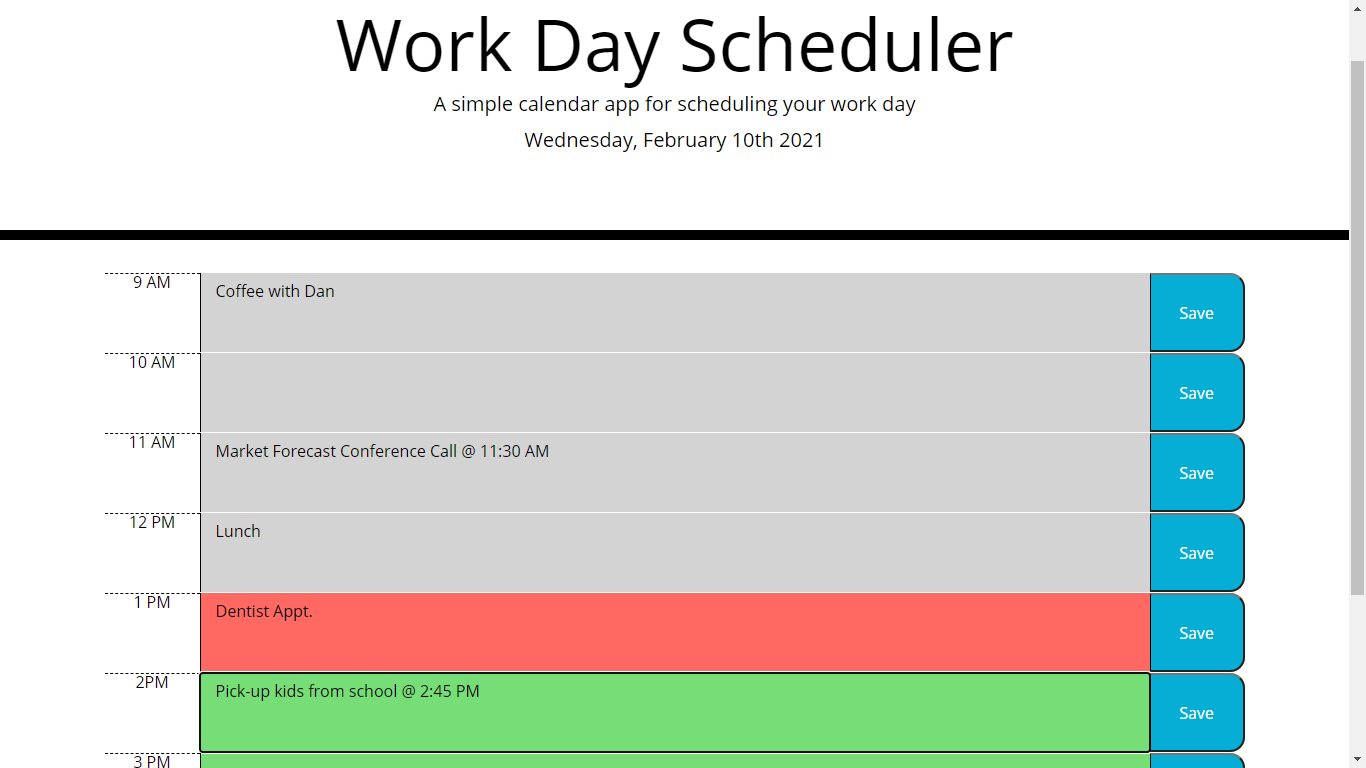 Work Day Scheduler
A simple calendar app for scheduling your work day
Wednesday, February 10th 2021
9 AM
Coffee with Dan
Save
10 AM
Save
11 AM
Market Forecast Conference Call @ 11:30 AM
Save
12 PM
Lunch
Save
1 PM
Dentist Appt.
Save
2PM
Pick-up kids from school @ 2:45 PM
Save
3 PM